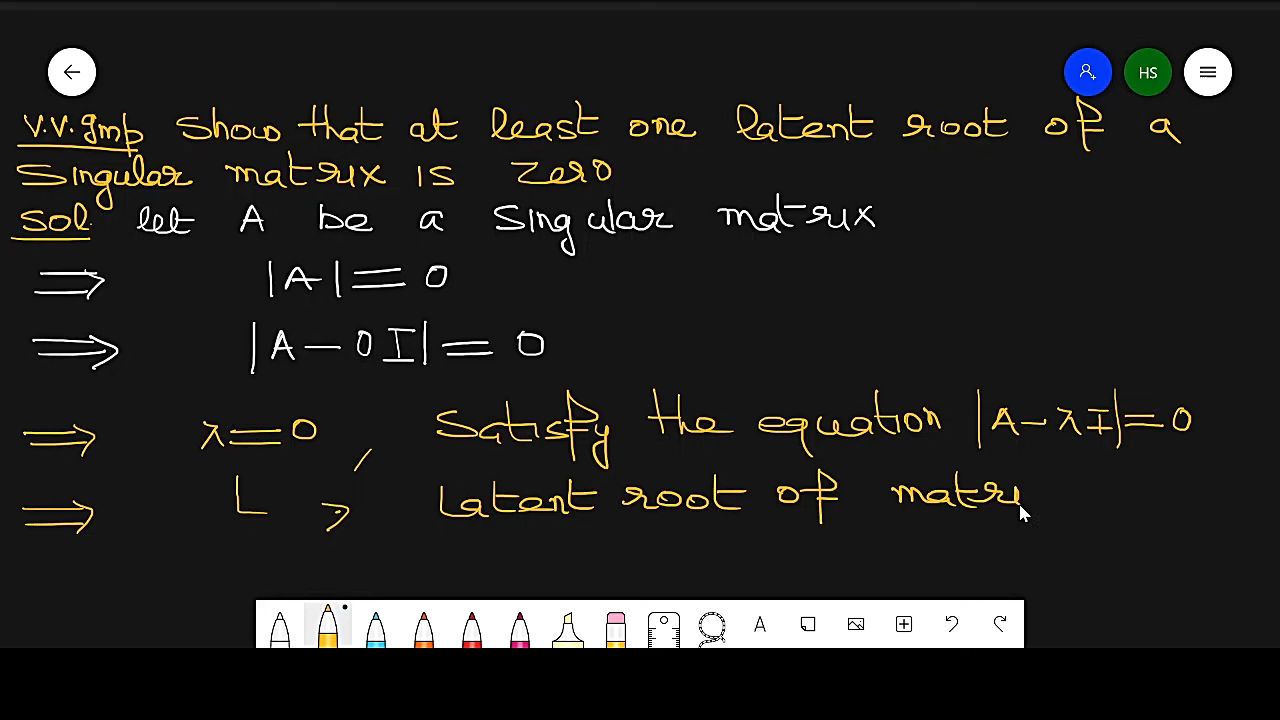 HS
V.V. Imp Show that at least one latent root of a
Singular matrix is Zero
Sol let A be a Singular matrix
⟹ |A| = 0
⟹ |A - 0 I| = 0
⟹ λ = 0, Satisfy the equation |A - λI| = 0
⟹ Latent root of matri
A